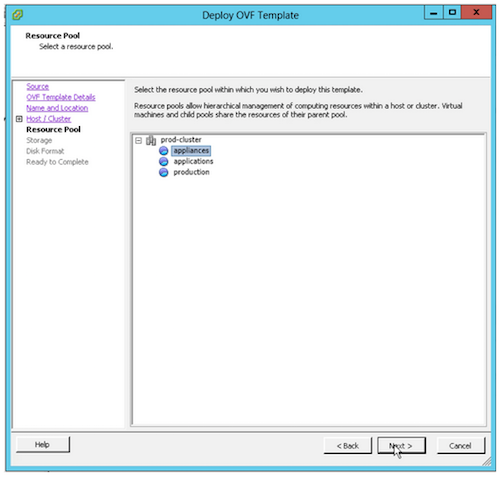 Deploy OVF Template
Resource Pool
Select a resource pool.
Source
OVF Template Details
Name and Location
Host / Cluster
Resource Pool
Storage
Disk Format
Ready to Complete
Select the resource pool within which you wish to deploy this template.
Resource pools allow hierarchical management of computing resources within a host or cluster. Virtual
machines and child pools share the resources of their parent pool.
prod-cluster
appliances
applications
production
Help
< Back
Next >
Cancel